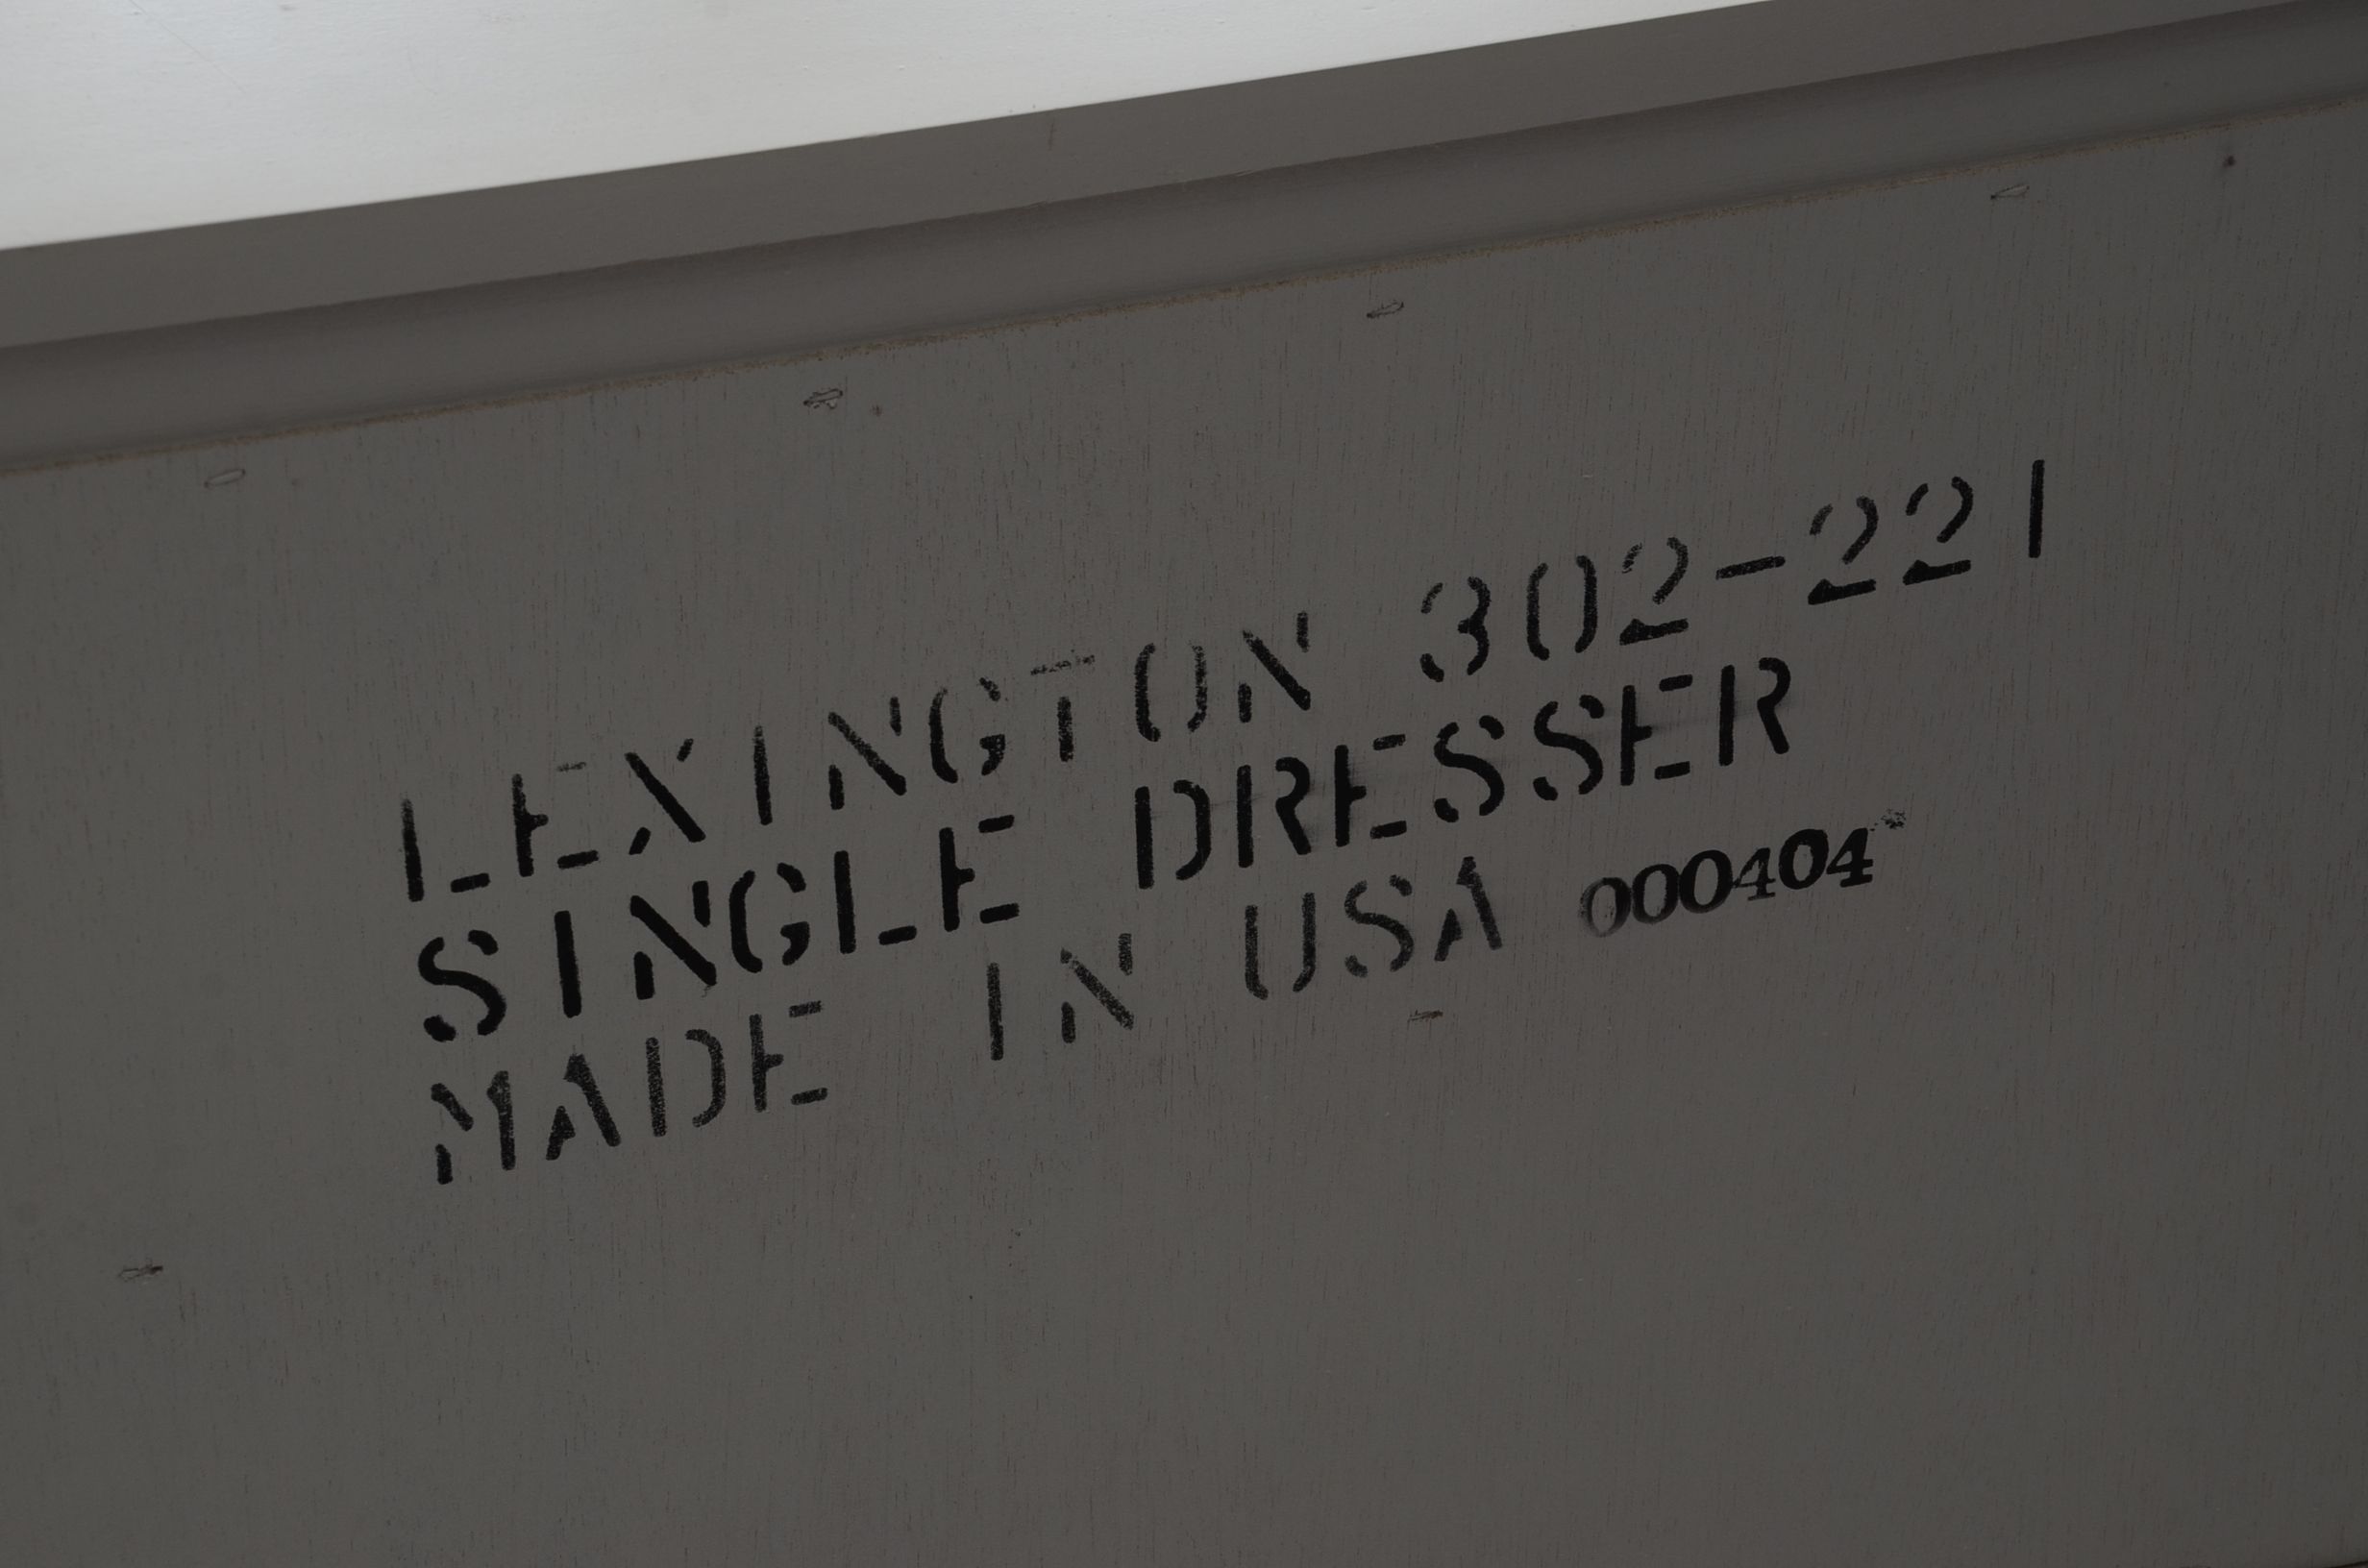 LEXINGTON 302-221
SINGLE DRESSER
MADE IN USA 000404